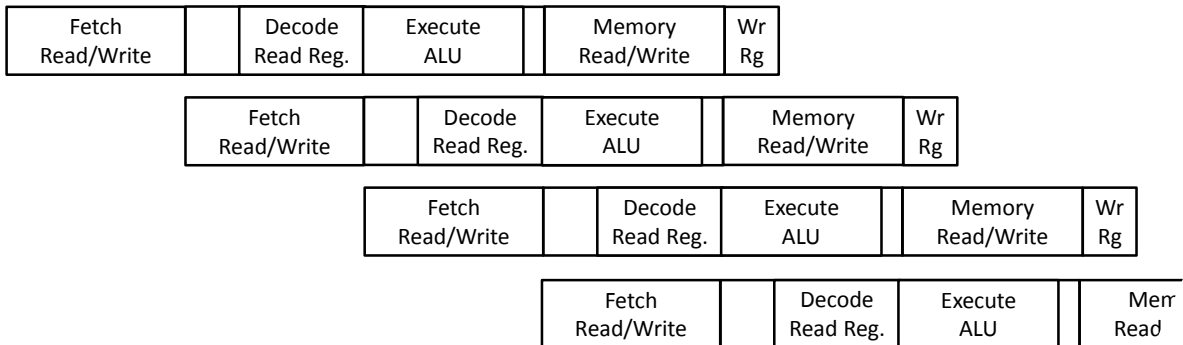 Fetch Decode Execute Memory Wr
Read/Write Read Reg. ALU Read/Write Rg
Fetch Decode Execute Memory Wr
Read/Write Read Reg. ALU Read/Write Rg
Fetch Decode Execute Memory Wr
Read/Write Read Reg. ALU Read/Write Rg
Fetch Decode Execute Mem
Read/Write Read Reg. ALU Read